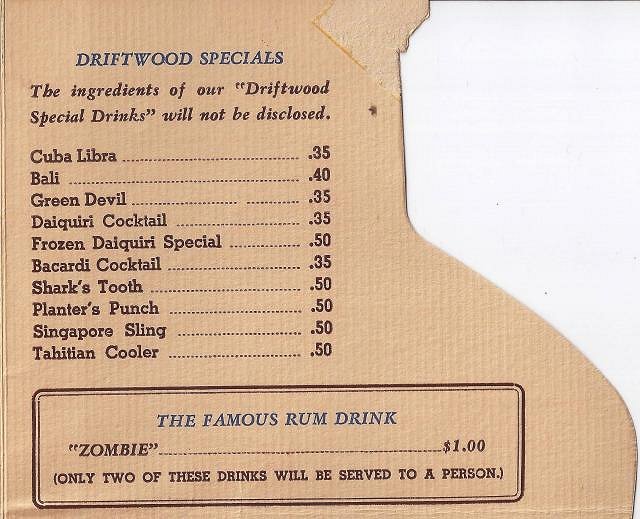 DRIFTWOOD SPECIALS
The ingredients of our "Driftwood
Special Drinks" will not be disclosed.
Cuba Libra .35
Bali .40
Green Devil .35
Daiquiri Cocktail .35
Frozen Daiquiri Special .50
Bacardi Cocktail .35
Shark's Tooth .50
Planter's Punch .50
Singapore Sling .50
Tahitian Cooler .50
THE FAMOUS RUM DRINK
"ZOMBIE" $1.00
(ONLY TWO OF THESE DRINKS WILL BE SERVED TO A PERSON.)